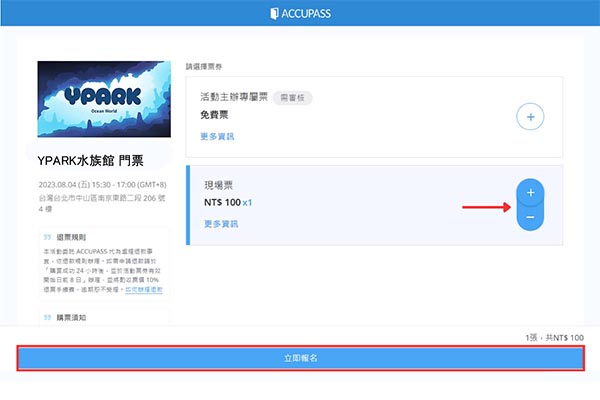 ACCUPASS
請選擇票券
YPARK
Ocean World
YPARK水族館 門票
2023.08.04 (五) 15:30 - 17:00 (GMT+8)
台灣台北市中山區南京東路二段 206 號
4 樓
退票規則
本活動委託 ACCUPASS 代為處理退款事
宜，依退款規則辦理，如需申請退款請於
「購買成功 24 小時後，並於活動票券有效
開始日前 8 日」辦理，並將酌收票價 10%
退票手續費，逾期恕不受理。如何辦理退款
購票須知
活動主辦專屬票 需審核
免費票
更多資訊
現場票
NT$ 100 x1
更多資訊
1張，共NT$ 100
立即報名